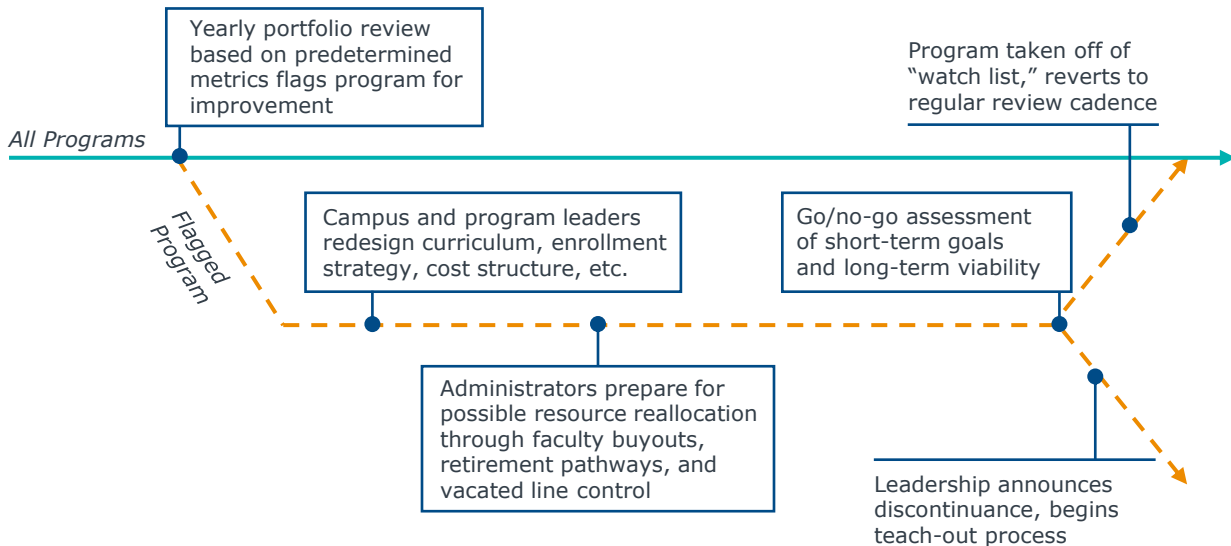 Yearly portfolio review
based on predetermined
metrics flags program for
improvement
Program taken off of
“watch list,” reverts to
regular review cadence
All Programs
Flagged
Program
Campus and program leaders
redesign curriculum, enrollment
strategy, cost structure, etc.
Go/no-go assessment
of short-term goals
and long-term viability
Administrators prepare for
possible resource reallocation
through faculty buyouts,
retirement pathways, and
vacated line control
Leadership announces
discontinuance, begins
teach-out process